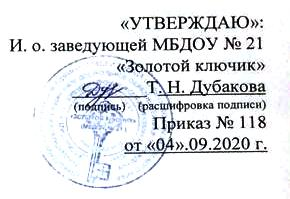 «УТВЕРЖДАЮ»:
И. о. заведующей МБДОУ № 21
«Золотой ключик»
Т. Н. Дубакова
(подпись) (расшифровка подписи)
Приказ № 118
от «04».09.2020 г.